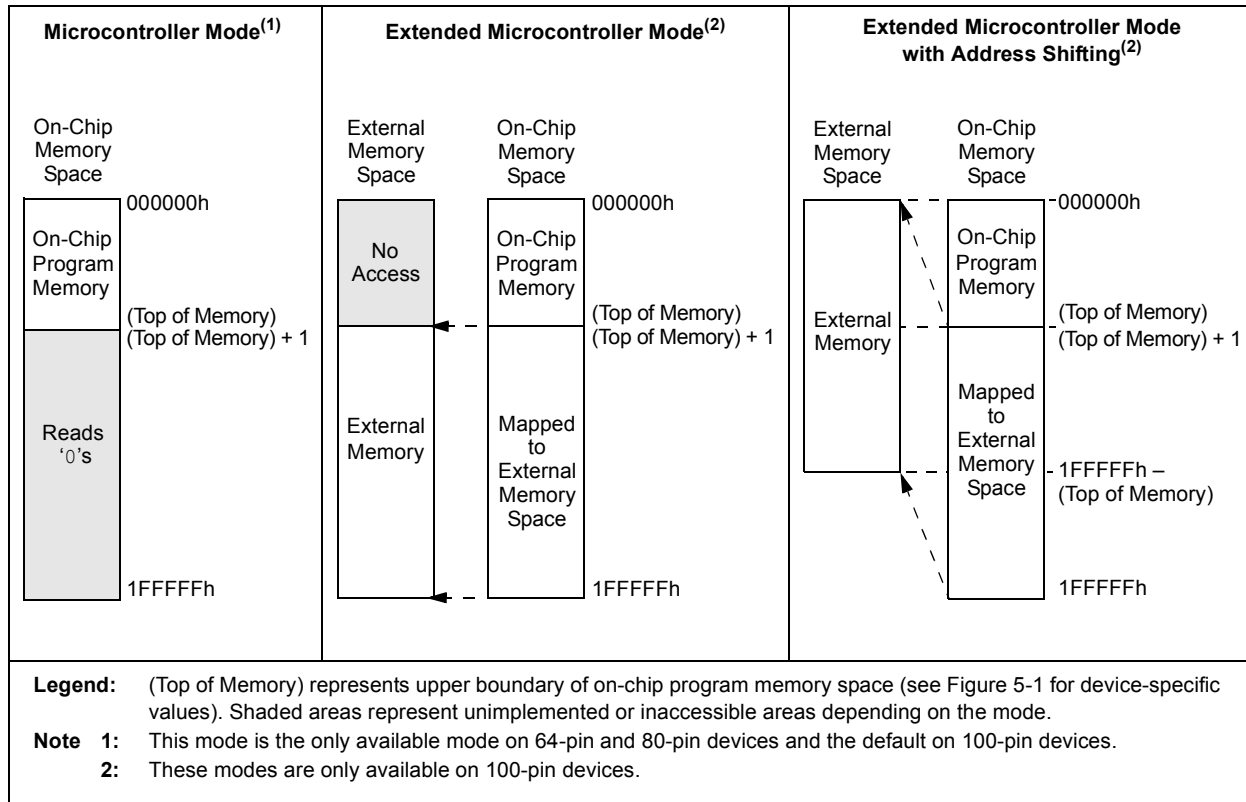 Microcontroller Mode(1)
On-Chip
Memory
Space
000000h
On-Chip
Program
Memory
(Top of Memory)
(Top of Memory) + 1
Reads
‘0’s
1FFFFFh
Extended Microcontroller Mode(2)
External
Memory
Space
On-Chip
Memory
Space
000000h
No
Access
On-Chip
Program
Memory
(Top of Memory)
(Top of Memory) + 1
External
Memory
Mapped
to
External
Memory
Space
1FFFFFh
Extended Microcontroller Mode
with Address Shifting(2)
External
Memory
Space
On-Chip
Memory
Space
000000h
On-Chip
Program
Memory
External
Memory
(Top of Memory)
(Top of Memory) + 1
Mapped
to
External
Memory
Space
1FFFFFh –
(Top of Memory)
1FFFFFh
Legend: (Top of Memory) represents upper boundary of on-chip program memory space (see Figure 5-1 for device-specific
values). Shaded areas represent unimplemented or inaccessible areas depending on the mode.
Note 1: This mode is the only available mode on 64-pin and 80-pin devices and the default on 100-pin devices.
2: These modes are only available on 100-pin devices.